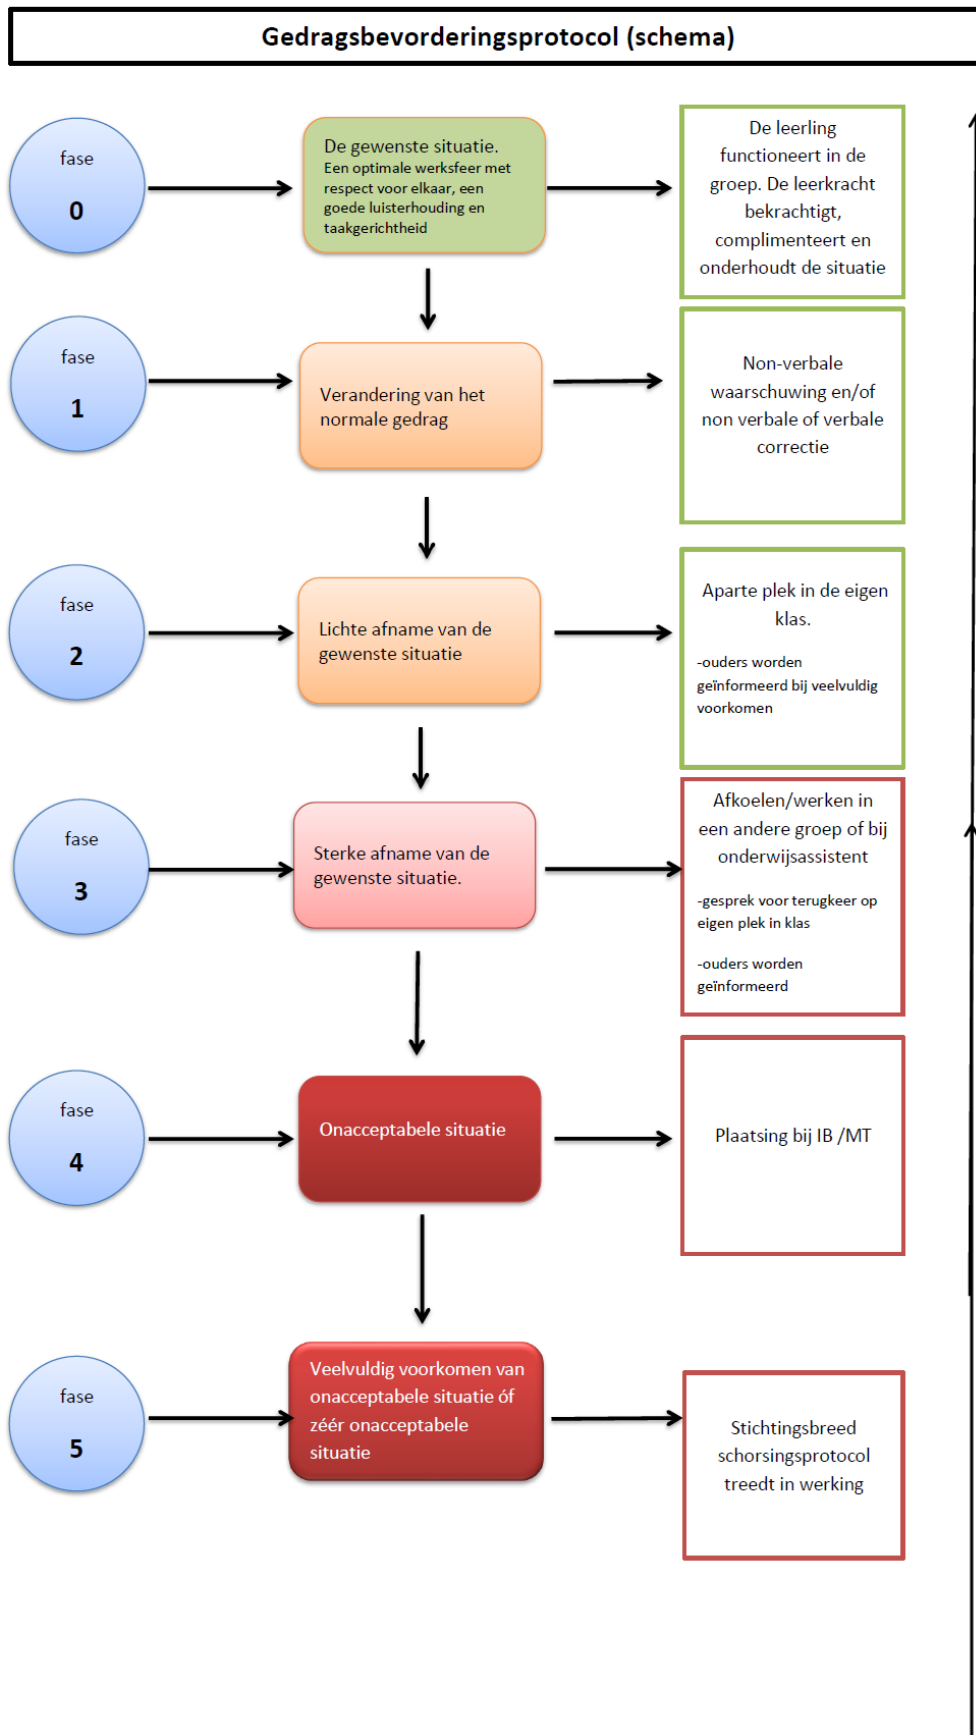 Gedragsbevorderingsprotocol (schema)
fase
0
De gewenste situatie.
Een optimale werksfeer met
respect voor elkaar, een
goede luisterhouding en
taakgerichtheid
De leerling
functioneert in de
groep. De leerkracht
bekrachtigt,
complimenteert en
onderhoudt de situatie
fase
1
Verandering van het
normale gedrag
Non-verbale
waarschuwing en/of
non verbale of verbale
correctie
fase
2
Lichte afname van de
gewenste situatie
Aparte plek in de eigen
klas.
-ouders worden
geïnformeerd bij veelvuldig
voorkomen
fase
3
Sterke afname van de
gewenste situatie.
Afkoelen/werken in
een andere groep of bij
onderwijsassistent
-gesprek voor terugkeer op
eigen plek in klas
-ouders worden
geïnformeerd
fase
4
Onacceptabele situatie
Plaatsing bij IB /MT
fase
5
Veelvuldig voorkomen van
onacceptabele situatie óf
zéér onacceptabele
situatie
Stichtingsbreed
schorsingsprotocol
treedt in werking